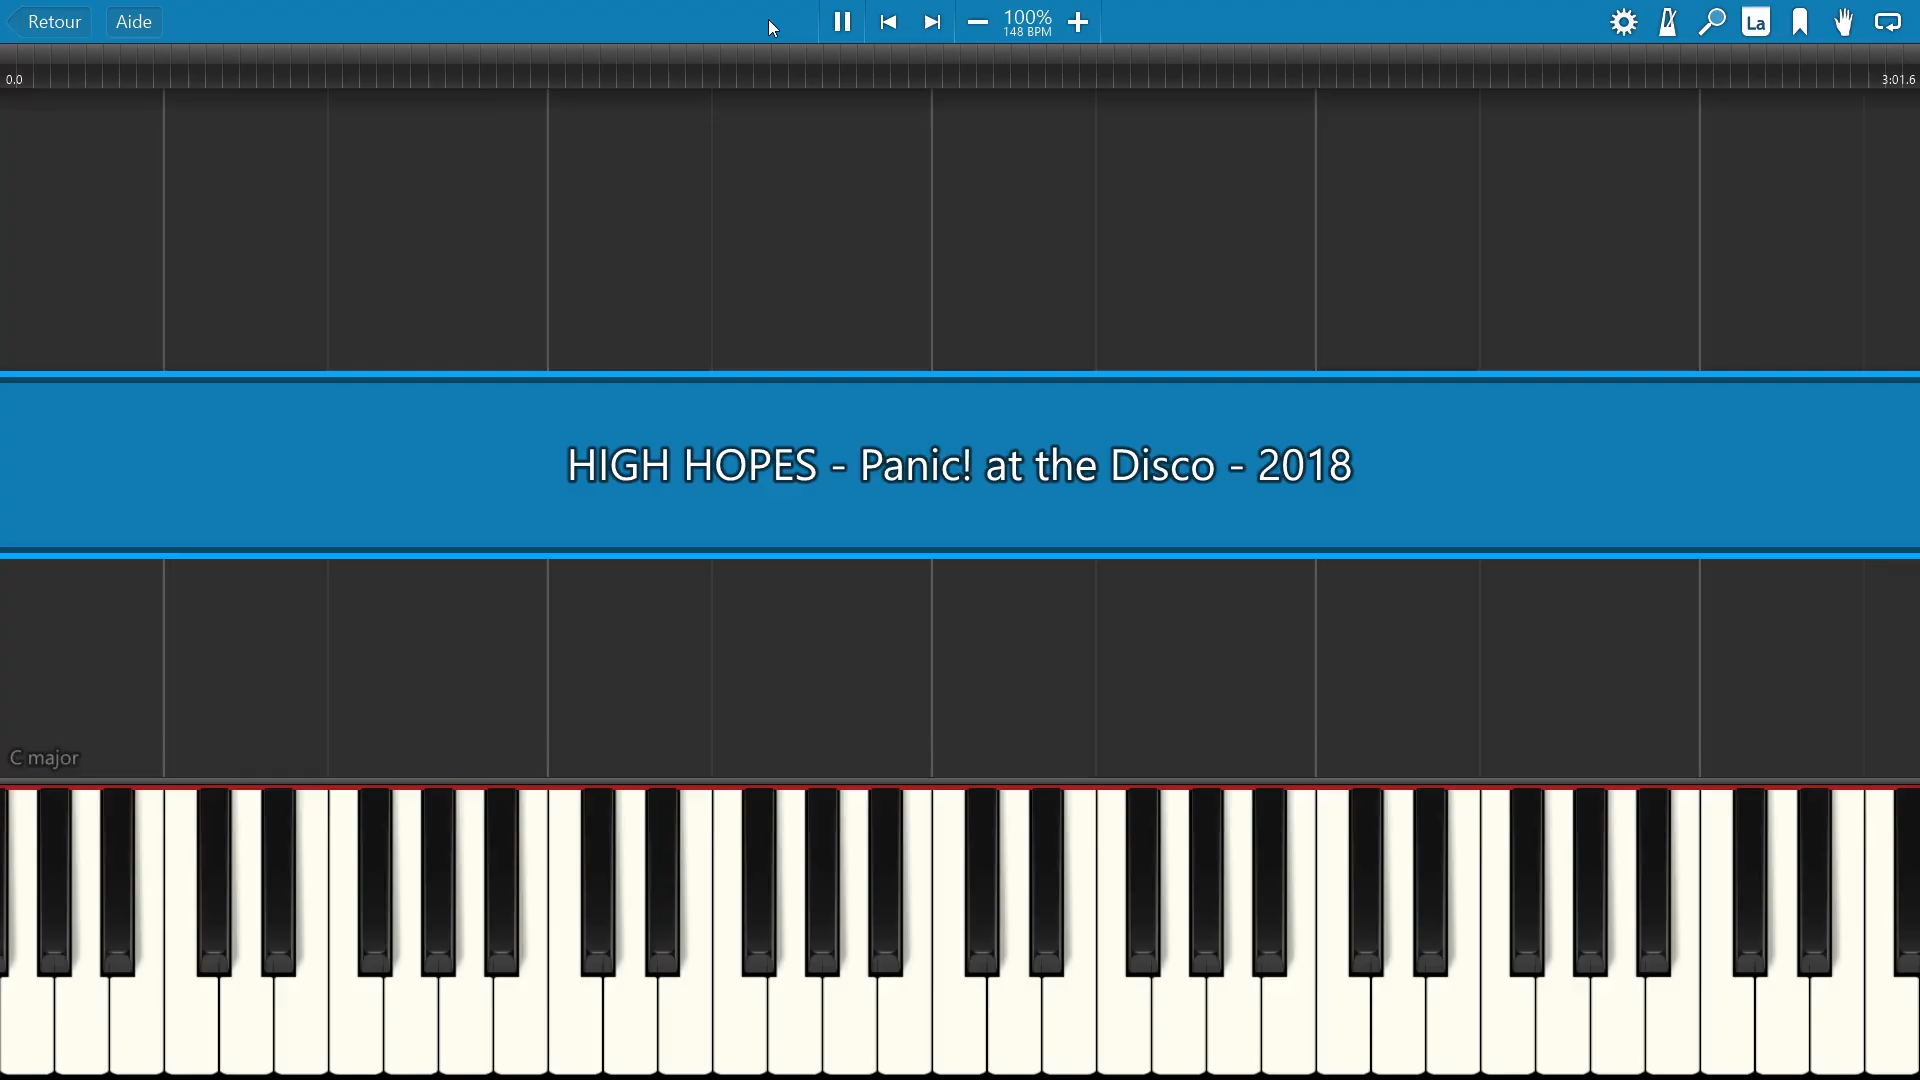 Retour
Aide
100%
148 BPM
La
0.0
3:01.6
HIGH HOPES - Panic! at the Disco - 2018
C major